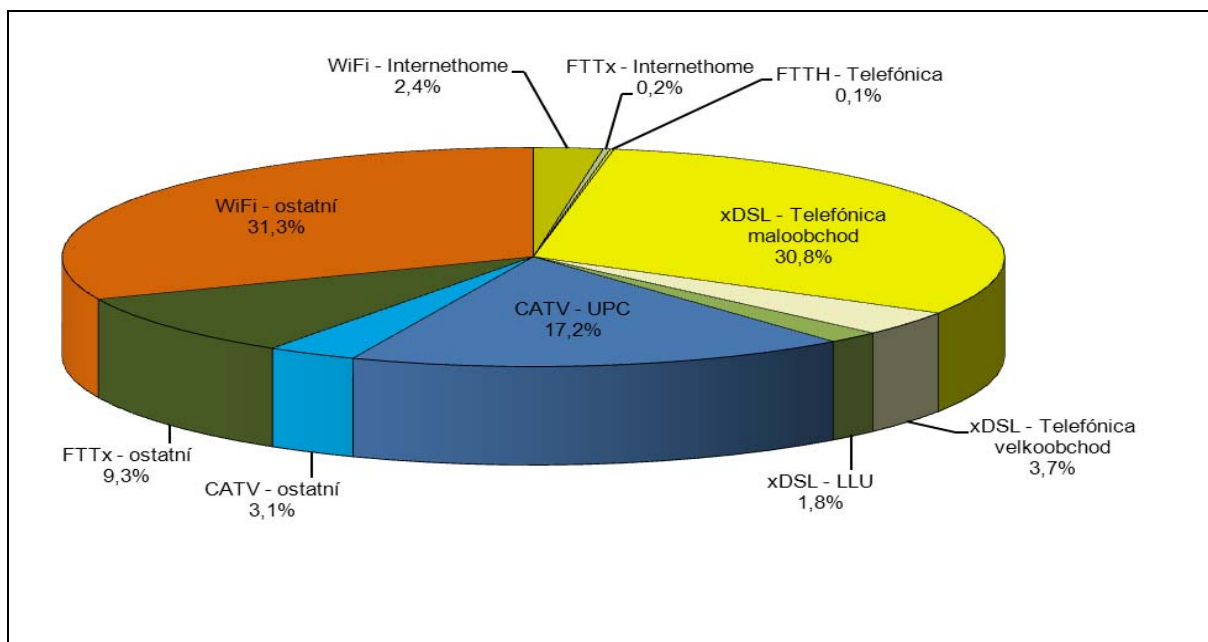 WiFi - Internethome
2,4%
FTTx - Internethome
0,2%
FTTH - Telefónica
0,1%
WiFi - ostatní
31,3%
xDSL - Telefónica
maloobchod
30,8%
CATV - UPC
17,2%
FTTx - ostatní
9,3%
CATV - ostatní
3,1%
xDSL - LLU
1,8%
xDSL - Telefónica
velkoobchod
3,7%